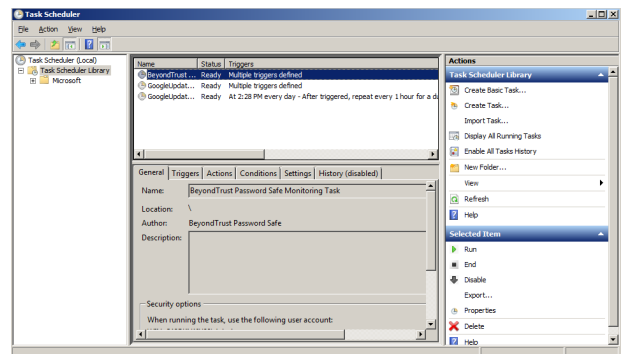 Task Scheduler
File Action View Help
Task Scheduler (Local)
Task Scheduler Library
Microsoft
Name Status Triggers
BeyondTrust ... Ready Multiple triggers defined
GoogleUpdat... Ready Multiple triggers defined
GoogleUpdat... Ready At 2:28 PM every day - After triggered, repeat every 1 hour for a du
General Triggers Actions Conditions Settings History (disabled)
Name: BeyondTrust Password Safe Monitoring Task
Location: \
Author: BeyondTrust Password Safe
Description:
Security options
When running the task, use the following user account:
Actions
Task Scheduler Library
Create Basic Task...
Create Task...
Import Task...
Display All Running Tasks
Enable All Tasks History
New Folder...
View
Refresh
Help
Selected Item
Run
End
Disable
Export...
Properties
Delete
Help